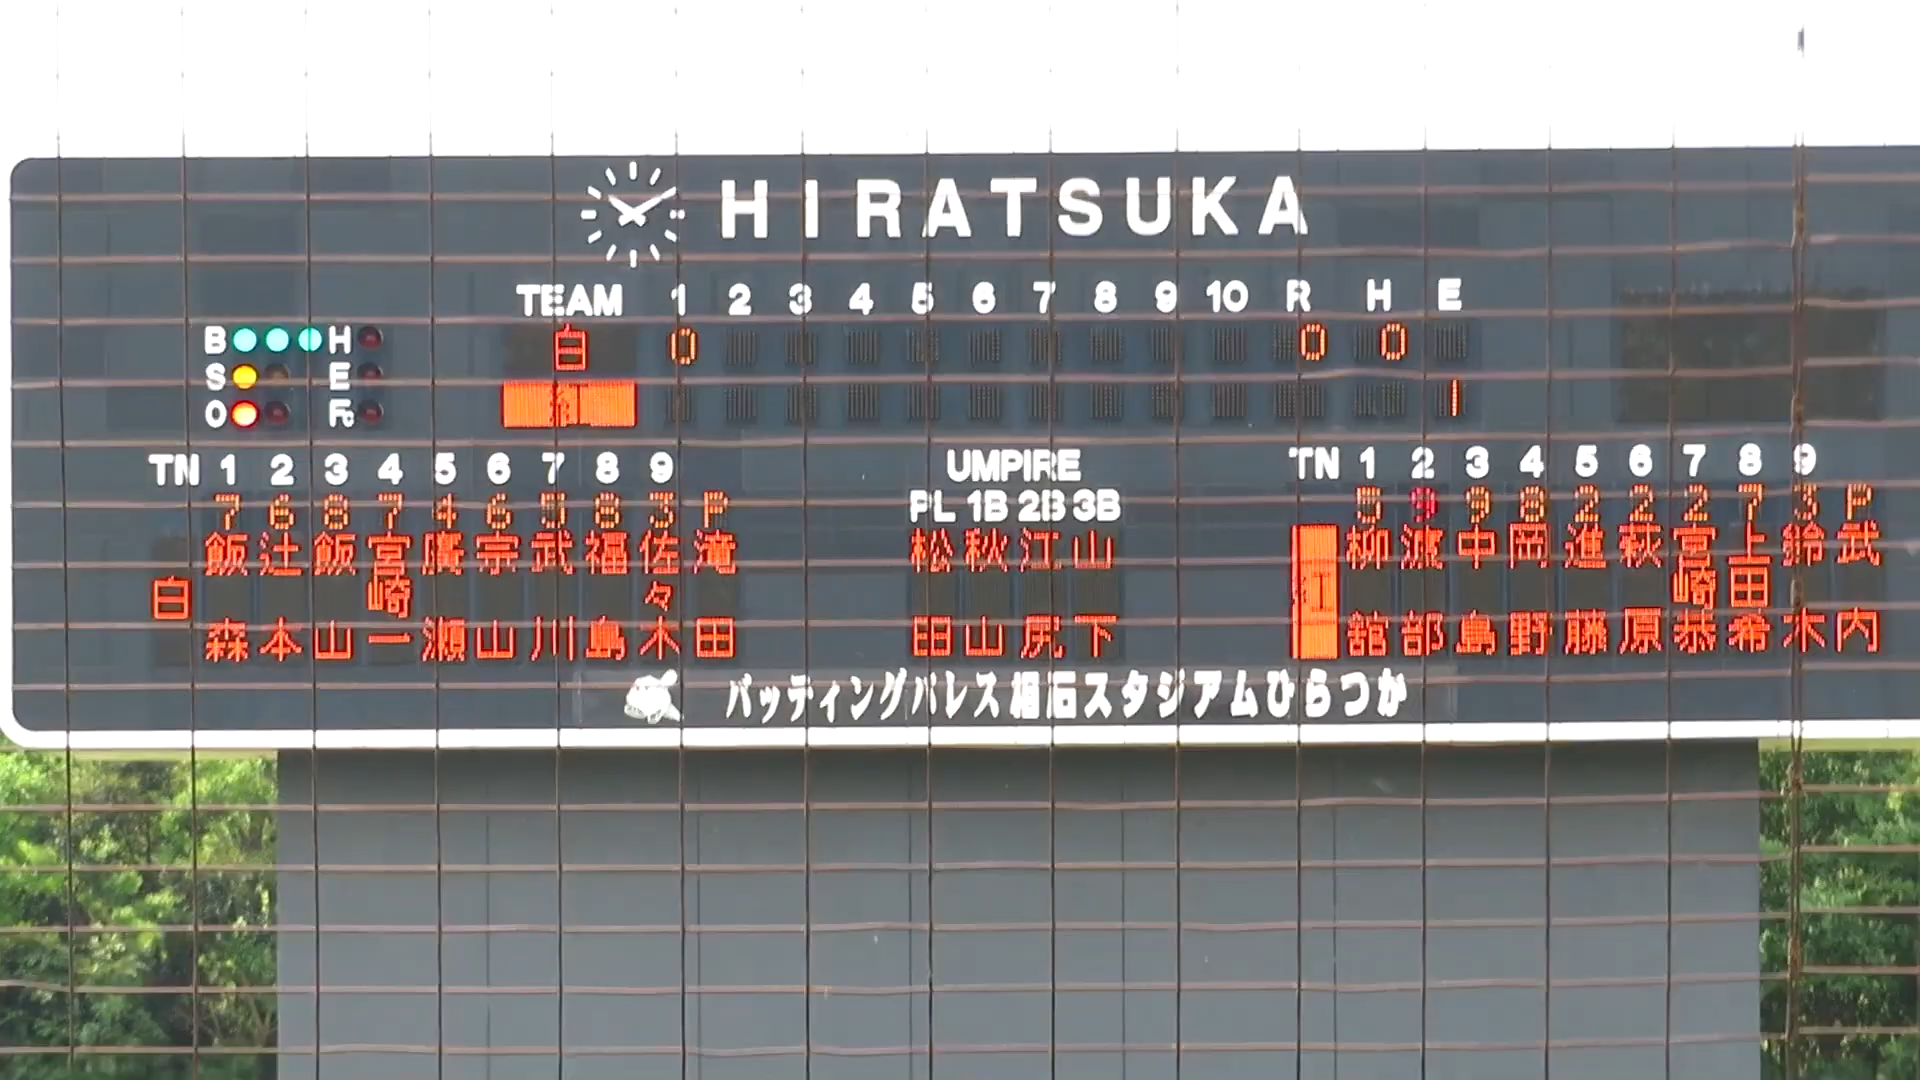 HIRATSUKA
TEAM 1 2 3 4 5 6 7 8 9 10 R H E
B H 白 0 0 0
S E
O Fc 紅 1
TN 1 2 3 4 5 6 7 8 9 UMPIRE TN 1 2 3 4 5 6 7 8 9
PL 1B 2B 3B
7 6 8 7 4 6 5 8 3 P 5 9 9 8 2 2 2 7 3 P
白 飯森 辻本 飯山 宮崎一 廣瀬 宗山 武川 福島 佐々木 滝田
松田 秋山 江尻 山下
紅 柳舘 渡部 中島 岡野 進藤 萩原 宮崎恭 上田希 鈴木 武内
バッティングパレス相石スタジアムひらつか